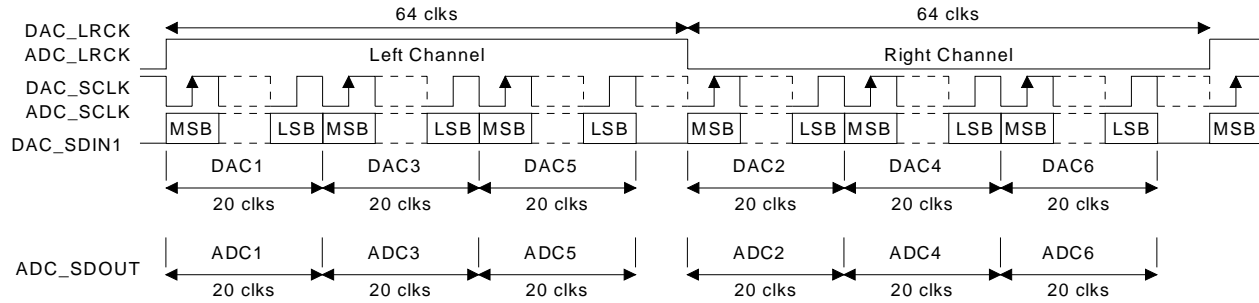 64 clks 64 clks
DAC_LRCK
ADC_LRCK Left Channel Right Channel
DAC_SCLK
ADC_SCLK
DAC_SDIN1 MSB LSB MSB LSB MSB LSB MSB LSB MSB LSB MSB LSB MSB
DAC1 DAC3 DAC5 DAC2 DAC4 DAC6
20 clks 20 clks 20 clks 20 clks 20 clks 20 clks
ADC_SDOUT ADC1 ADC3 ADC5 ADC2 ADC4 ADC6
20 clks 20 clks 20 clks 20 clks 20 clks 20 clks